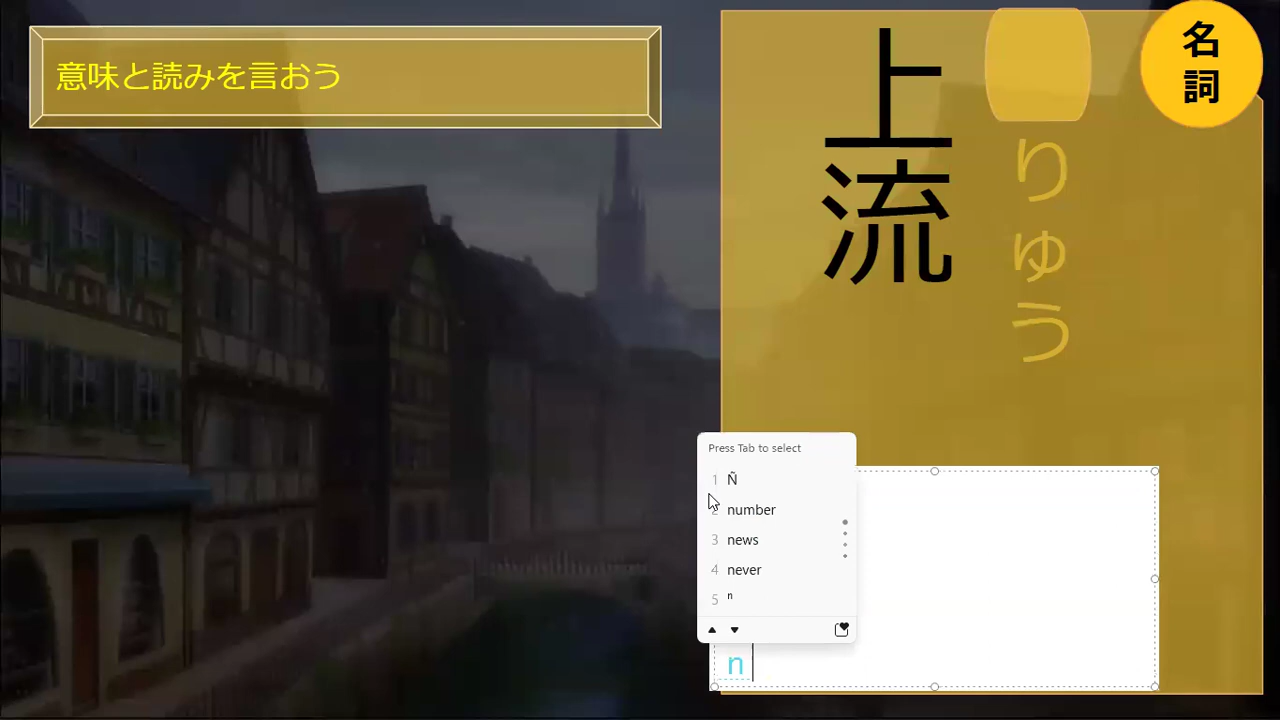 意味と読みを言おう
上流
りゅう
名詞
Press Tab to select
1 Ñ
2 number
3 news
4 never
5 ⁿ
n